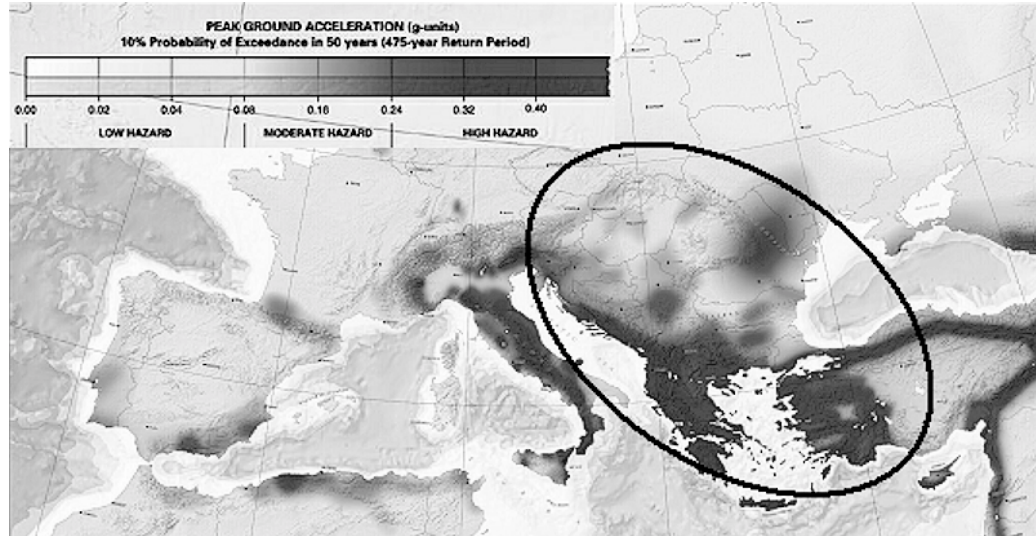 PEAK GROUND ACCELERATION (g-units)
10% Probability of Exceedance in 50 years (475-year Return Period)
0.00 0.02 0.04 0.08 0.16 0.24 0.32 0.40
LOW HAZARD MODERATE HAZARD HIGH HAZARD